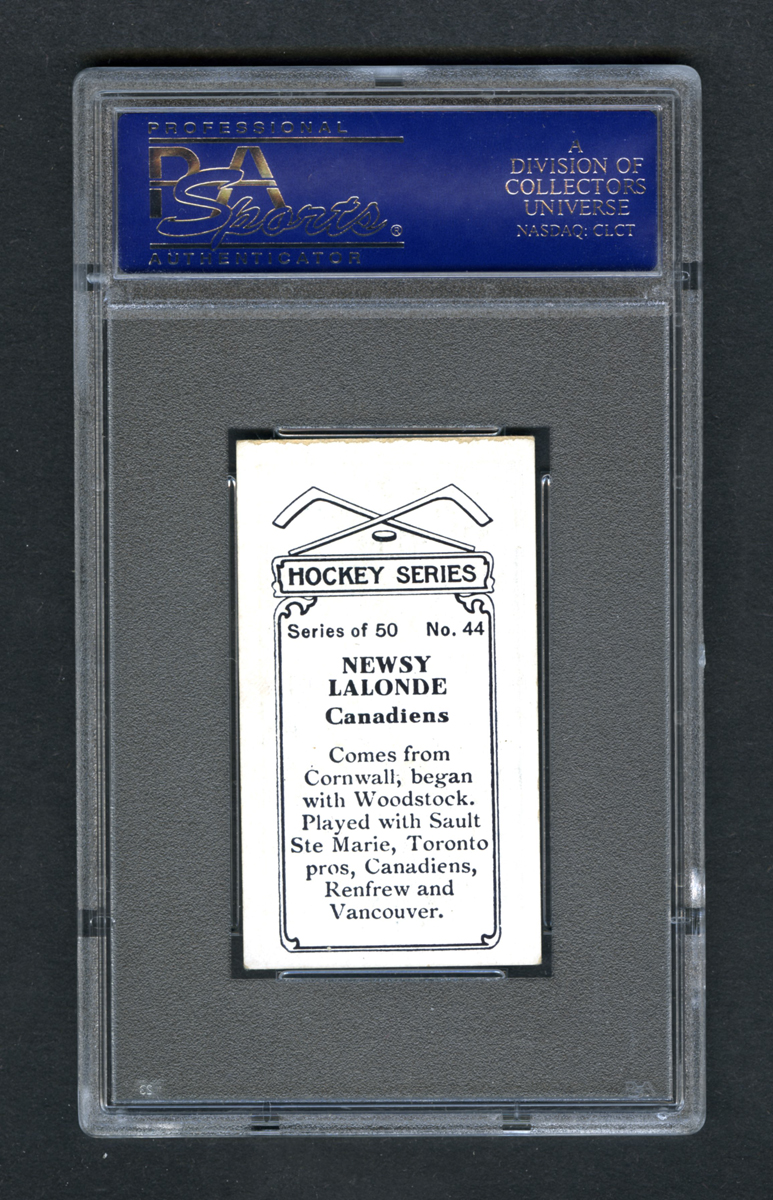 PROFESSIONAL
PSA
Sports®
AUTHENTICATOR
A
DIVISION OF
COLLECTORS
UNIVERSE
NASDAQ: CLCT
HOCKEY SERIES
Series of 50 No. 44
NEWSY
LALONDE
Canadiens
Comes from
Cornwall, began
with Woodstock.
Played with Sault
Ste Marie, Toronto
pros, Canadiens,
Renfrew and
Vancouver.